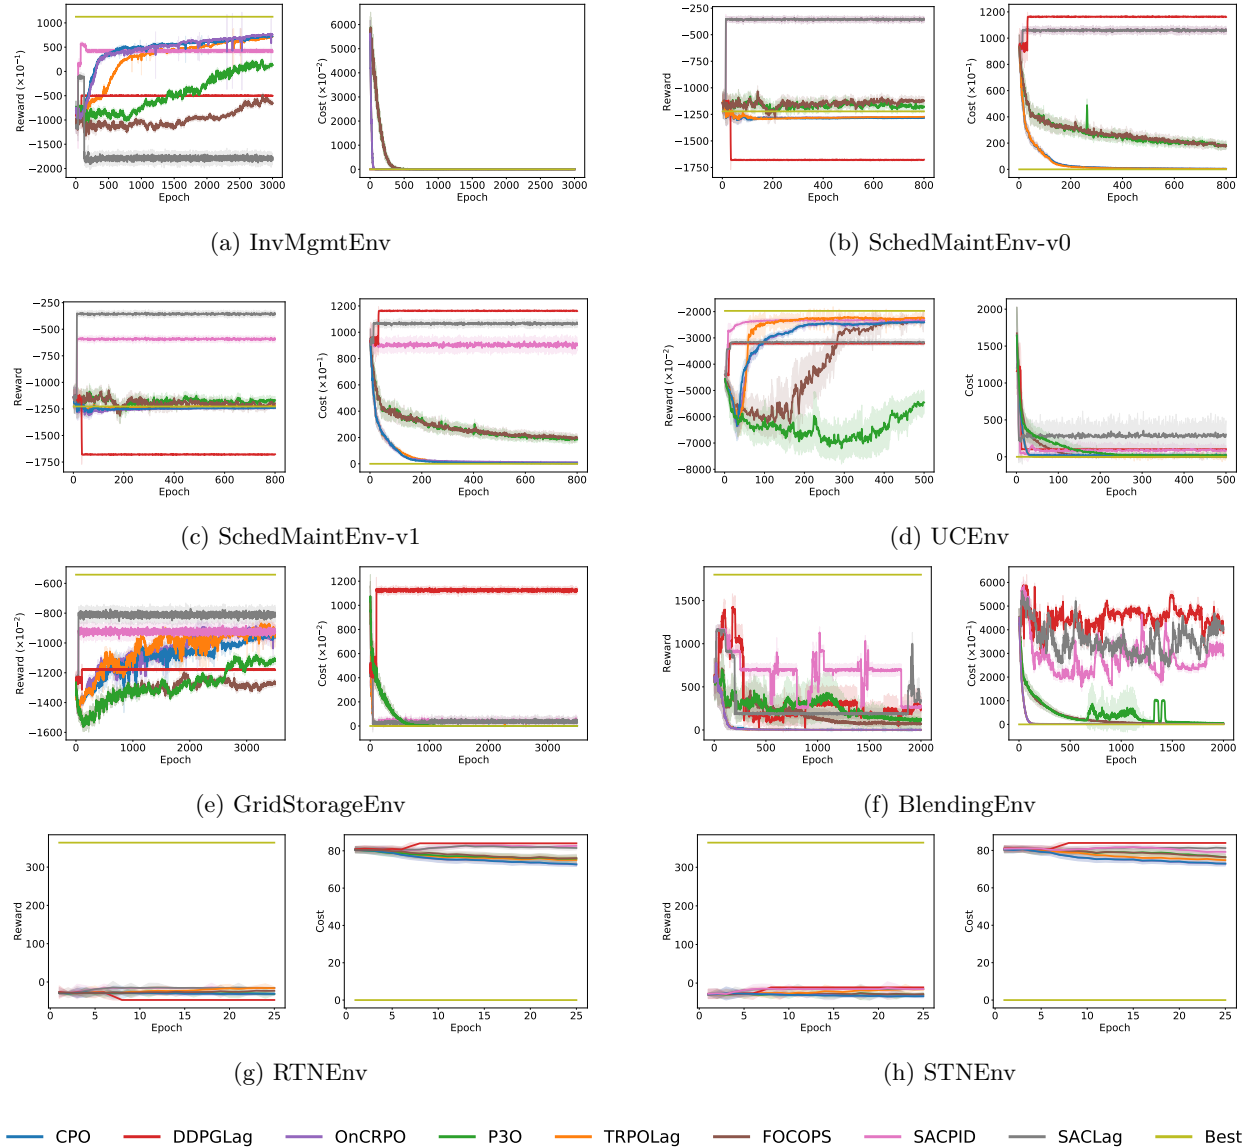 Reward (×10⁻¹)
1000
500
0
−500
−1000
−1500
−2000
0 500 1000 1500 2000 2500 3000
Epoch
Cost (×10⁻²)
6000
5000
4000
3000
2000
1000
0
0 500 1000 1500 2000 2500 3000
Epoch
(a) InvMgmtEnv
Reward
−250
−500
−750
−1000
−1250
−1500
−1750
0 200 400 600 800
Epoch
Cost (×10⁻¹)
1200
1000
800
600
400
200
0
0 200 400 600 800
Epoch
(b) SchedMaintEnv-v0
Reward
−250
−500
−750
−1000
−1250
−1500
−1750
0 200 400 600 800
Epoch
Cost (×10⁻¹)
1200
1000
800
600
400
200
0
0 200 400 600 800
Epoch
(c) SchedMaintEnv-v1
Reward (×10⁻²)
−2000
−3000
−4000
−5000
−6000
−7000
−8000
0 100 200 300 400 500
Epoch
Cost
2000
1500
1000
500
0
0 100 200 300 400 500
Epoch
(d) UCEnv
Reward (×10⁻²)
−600
−800
−1000
−1200
−1400
−1600
0 1000 2000 3000
Epoch
Cost (×10⁻²)
1200
1000
800
600
400
200
0
0 1000 2000 3000
Epoch
(e) GridStorageEnv
Reward
1500
1000
500
0
0 500 1000 1500 2000
Epoch
Cost (×10⁻¹)
6000
5000
4000
3000
2000
1000
0
0 500 1000 1500 2000
Epoch
(f) BlendingEnv
Reward
300
200
100
0
0 5 10 15 20 25
Epoch
Cost
80
60
40
20
0
0 5 10 15 20 25
Epoch
(g) RTNEnv
Reward
300
200
100
0
0 5 10 15 20 25
Epoch
Cost
80
60
40
20
0
0 5 10 15 20 25
Epoch
(h) STNEnv
CPO DDPGLag OnCRPO P3O TRPOLag FOCOPS SACPID SACLag Best